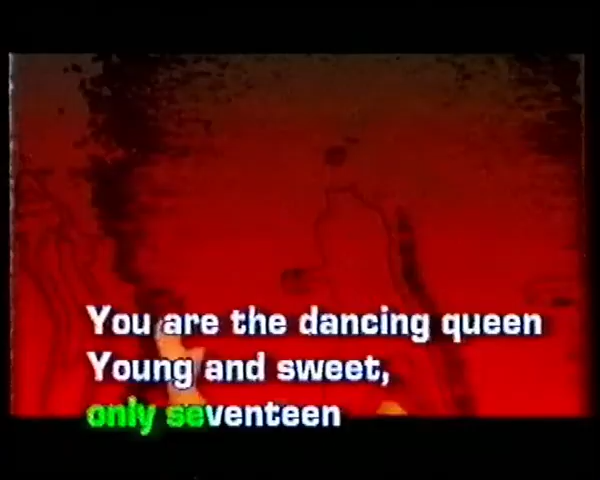 You are the dancing queen
Young and sweet,
only seventeen